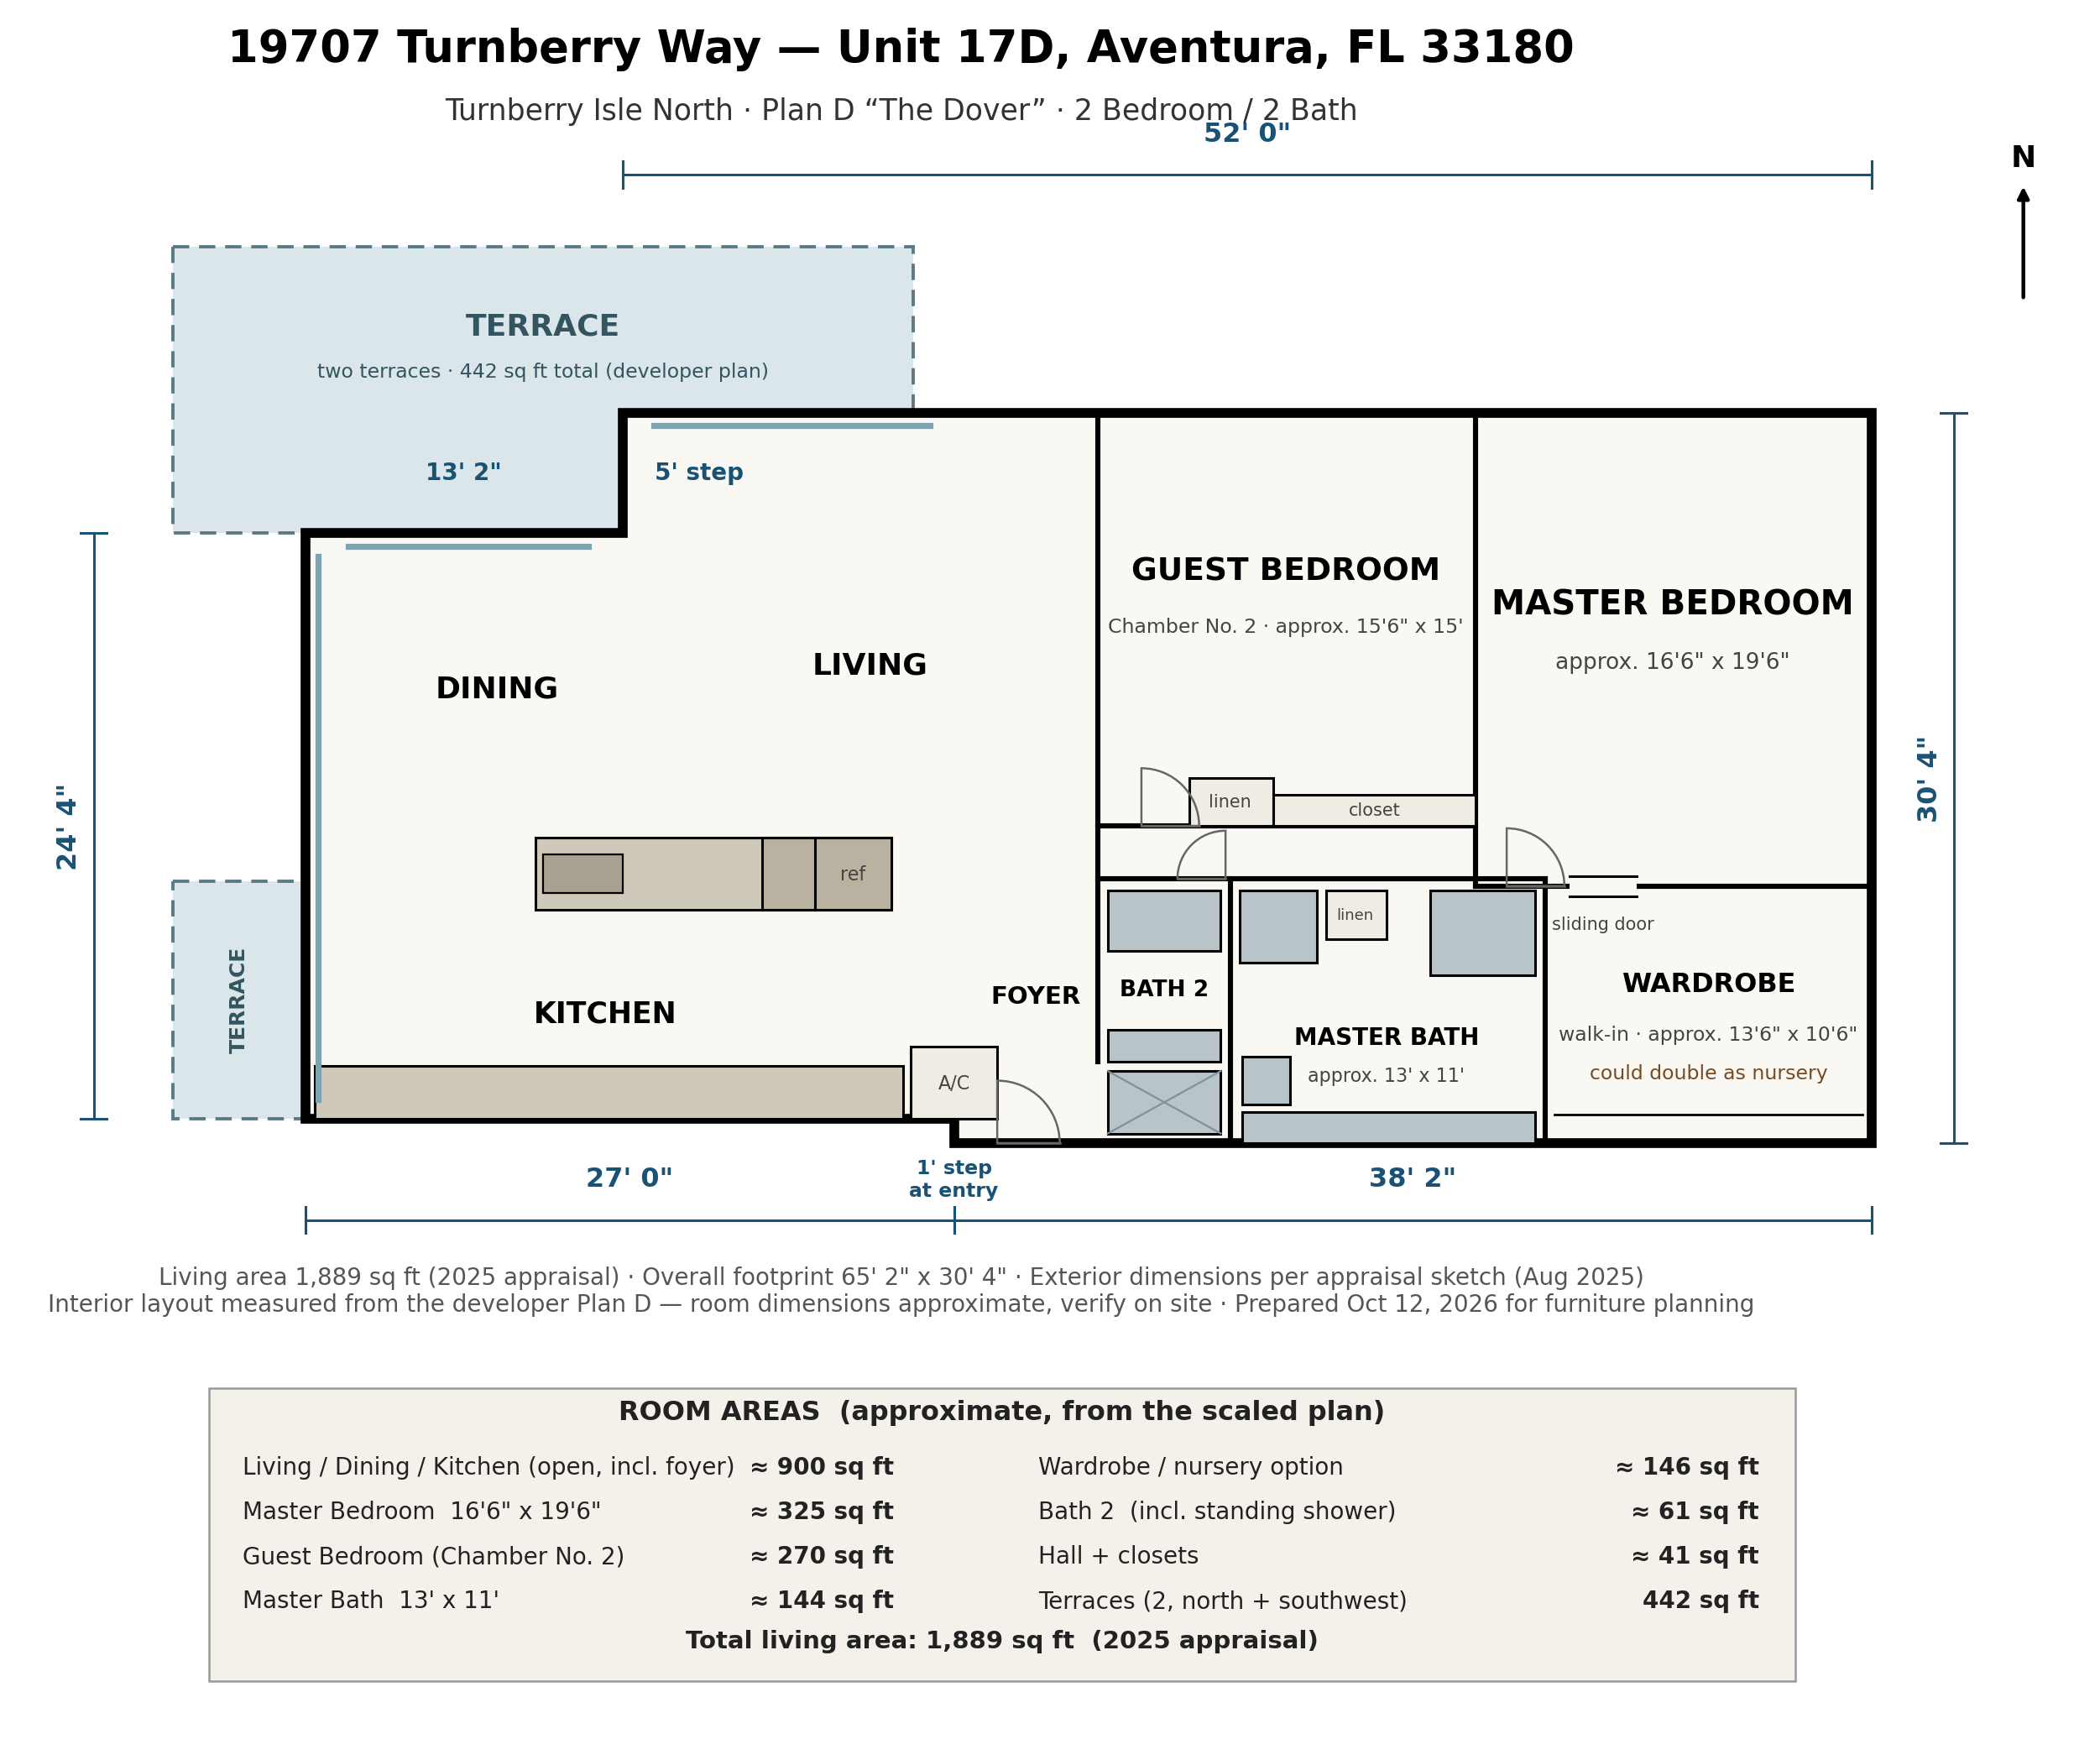 19707 Turnberry Way — Unit 17D, Aventura, FL 33180
Turnberry Isle North · Plan D “The Dover” · 2 Bedroom / 2 Bath
52' 0"
N
TERRACE
two terraces · 442 sq ft total (developer plan)
13' 2"
5' step
GUEST BEDROOM
Chamber No. 2 · approx. 15'6" x 15'
MASTER BEDROOM
approx. 16'6" x 19'6"
LIVING
DINING
24' 4"
30' 4"
linen
closet
ref
linen
sliding door
TERRACE
KITCHEN
FOYER
BATH 2
MASTER BATH
approx. 13' x 11'
WARDROBE
walk-in · approx. 13'6" x 10'6"
could double as nursery
A/C
27' 0"
1' step
at entry
38' 2"
Living area 1,889 sq ft (2025 appraisal) · Overall footprint 65' 2" x 30' 4" · Exterior dimensions per appraisal sketch (Aug 2025)
Interior layout measured from the developer Plan D — room dimensions approximate, verify on site · Prepared Oct 12, 2026 for furniture planning
ROOM AREAS (approximate, from the scaled plan)
Living / Dining / Kitchen (open, incl. foyer) ≈ 900 sq ft
Wardrobe / nursery option ≈ 146 sq ft
Master Bedroom 16'6" x 19'6" ≈ 325 sq ft
Bath 2 (incl. standing shower) ≈ 61 sq ft
Guest Bedroom (Chamber No. 2) ≈ 270 sq ft
Hall + closets ≈ 41 sq ft
Master Bath 13' x 11' ≈ 144 sq ft
Terraces (2, north + southwest) 442 sq ft
Total living area: 1,889 sq ft (2025 appraisal)